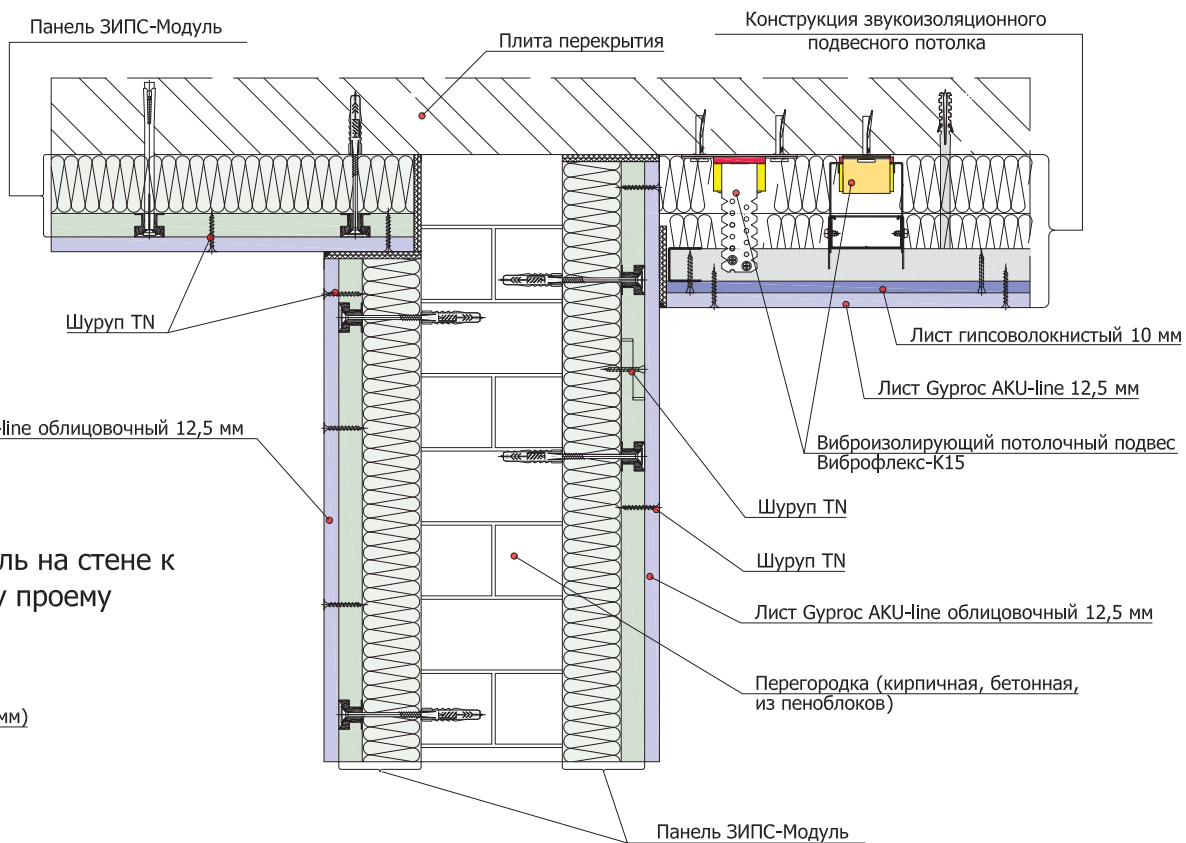 Панель ЗИПС-Модуль
Плита перекрытия
Конструкция звукоизоляционного
подвесного потолка
Шуруп TN
Лист гипсоволокнистый 10 мм
Лист Gyproc AKU-line 12,5 мм
-line облицовочный 12,5 мм
Виброизолирующий потолочный подвес
Виброфлекс-К15
Шуруп TN
ль на стене к
у проему
Шуруп TN
Лист Gyproc AKU-line облицовочный 12,5 мм
Перегородка (кирпичная, бетонная,
из пеноблоков)
мм)
Панель ЗИПС-Модуль